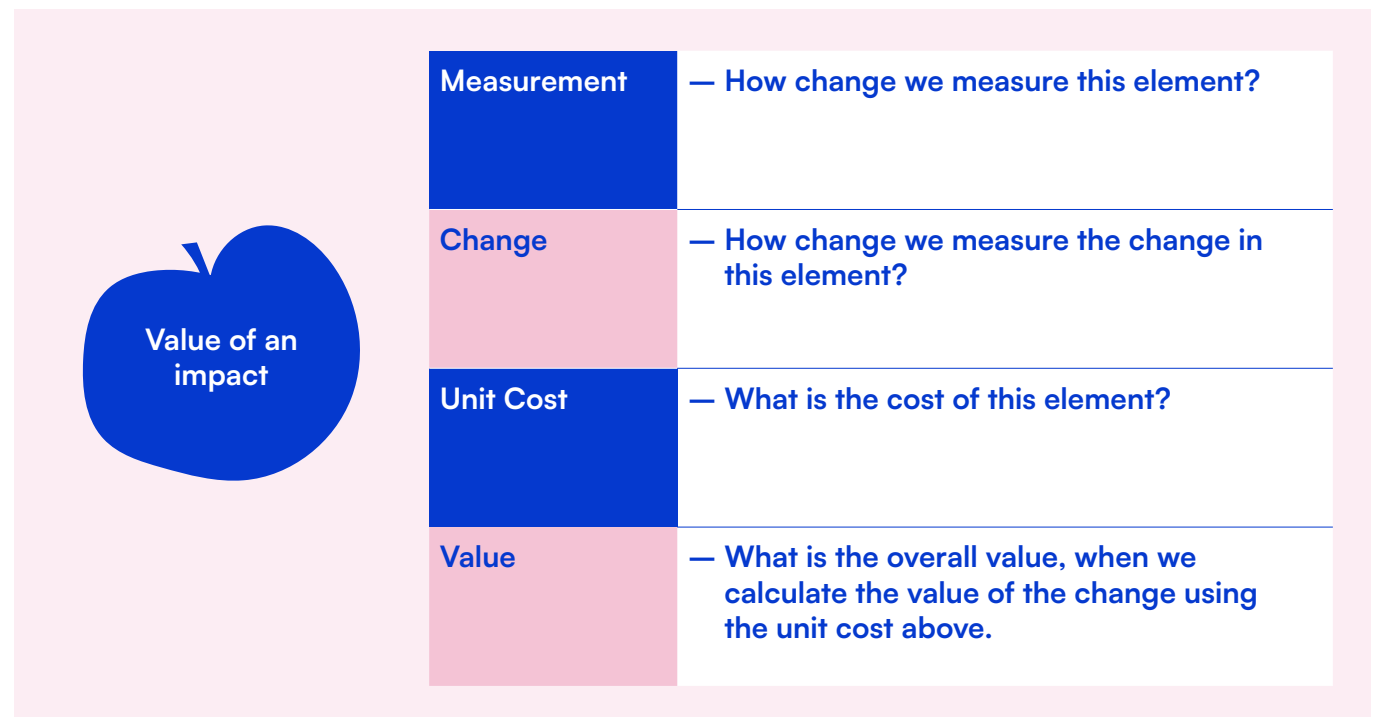 Value of an
impact
Measurement
— How change we measure this element?
Change
— How change we measure the change in
this element?
Unit Cost
— What is the cost of this element?
Value
— What is the overall value, when we
calculate the value of the change using
the unit cost above.